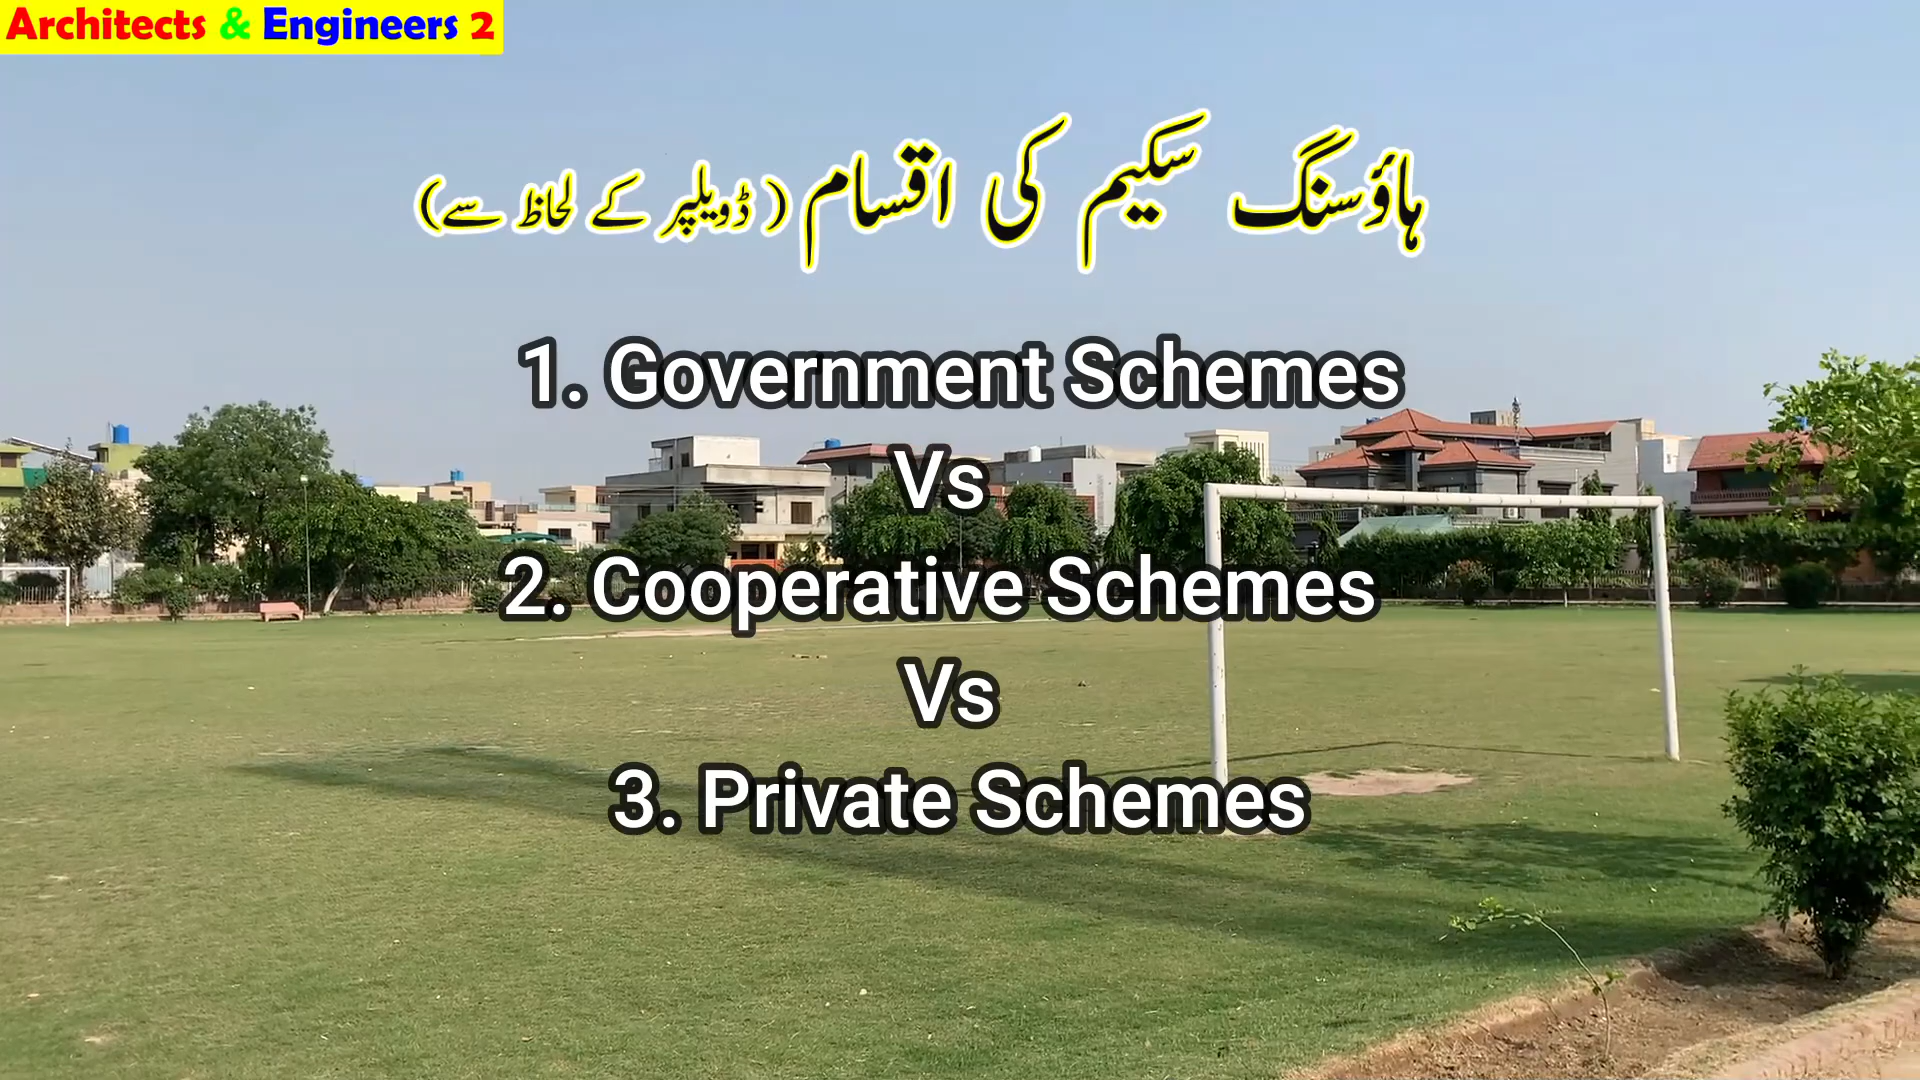 Architects & Engineers 2
ہاؤسنگ سکیم کی اقسام (ڈویلپر کے لحاظ سے)
1. Government Schemes
Vs
2. Cooperative Schemes
Vs
3. Private Schemes